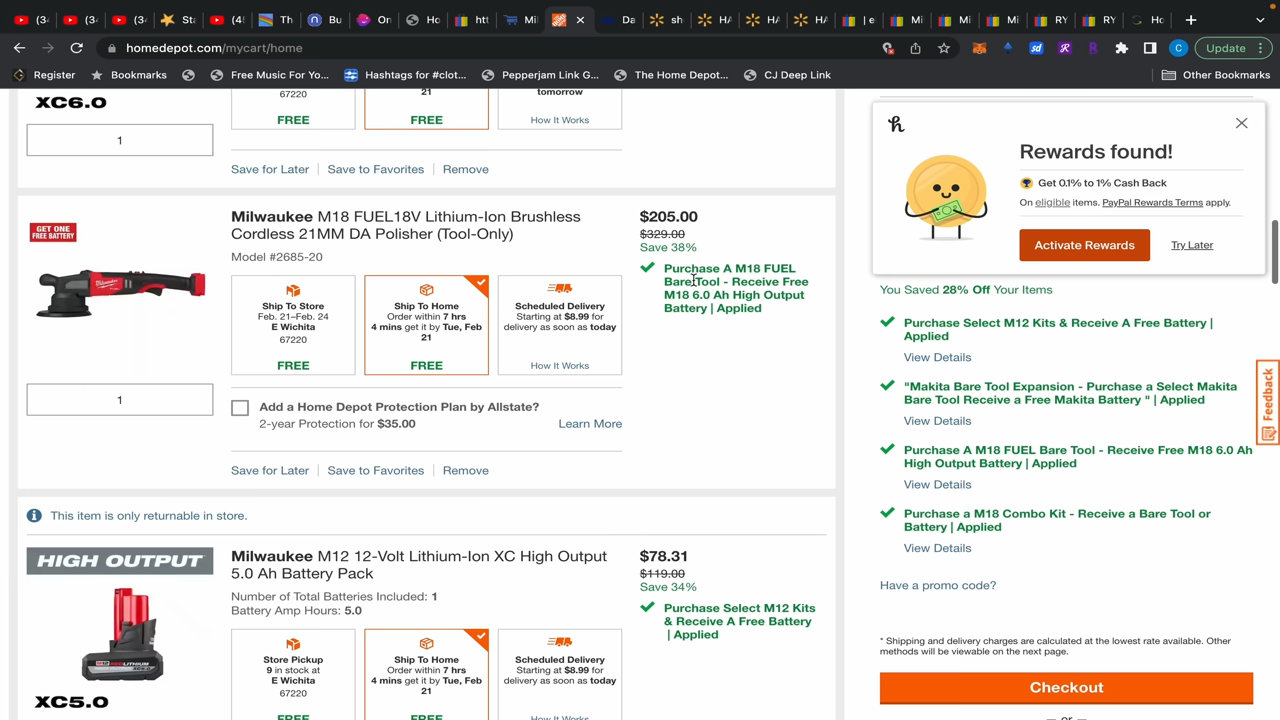 homedepot.com/mycart/home
Update
Register
Bookmarks
Free Music For Yo...
Hashtags for #clot...
Pepperjam Link G...
The Home Depot...
CJ Deep Link
Other Bookmarks
XC6.0
67220
21
tomorrow
FREE
FREE
How It Works
1
Save for Later
Save to Favorites
Remove
GET ONE
FREE BATTERY
Milwaukee M18 FUEL18V Lithium-Ion Brushless
Cordless 21MM DA Polisher (Tool-Only)
Model #2685-20
$205.00
$329.00
Save 38%
Purchase A M18 FUEL
Bare Tool - Receive Free
M18 6.0 Ah High Output
Battery | Applied
Ship To Store
Feb. 21–Feb. 24
E Wichita
67220
FREE
Ship To Home
Order within 7 hrs
4 mins get it by Tue, Feb
21
FREE
Scheduled Delivery
Starting at $8.99 for
delivery as soon as today
How It Works
1
Add a Home Depot Protection Plan by Allstate?
2-year Protection for $35.00
Learn More
Save for Later
Save to Favorites
Remove
This item is only returnable in store.
HIGH OUTPUT
XC5.0
Milwaukee M12 12-Volt Lithium-Ion XC High Output
5.0 Ah Battery Pack
Number of Total Batteries Included: 1
Battery Amp Hours: 5.0
$78.31
$119.00
Save 34%
Purchase Select M12 Kits
& Receive A Free Battery
| Applied
Store Pickup
9 in stock at
E Wichita
67220
FREE
Ship To Home
Order within 7 hrs
4 mins get it by Tue, Feb
21
FREE
Scheduled Delivery
Starting at $8.99 for
delivery as soon as today
How It Works
Rewards found!
Get 0.1% to 1% Cash Back
On eligible items. PayPal Rewards Terms apply.
Activate Rewards
Try Later
You Saved 28% Off Your Items
Purchase Select M12 Kits & Receive A Free Battery |
Applied
View Details
"Makita Bare Tool Expansion - Purchase a Select Makita
Bare Tool Receive a Free Makita Battery " | Applied
View Details
Purchase A M18 FUEL Bare Tool - Receive Free M18 6.0 Ah
High Output Battery | Applied
View Details
Purchase a M18 Combo Kit - Receive a Bare Tool or
Battery | Applied
View Details
Have a promo code?
* Shipping and delivery charges are calculated at the lowest rate available. Other
methods will be viewable on the next page.
Checkout
or
Feedback